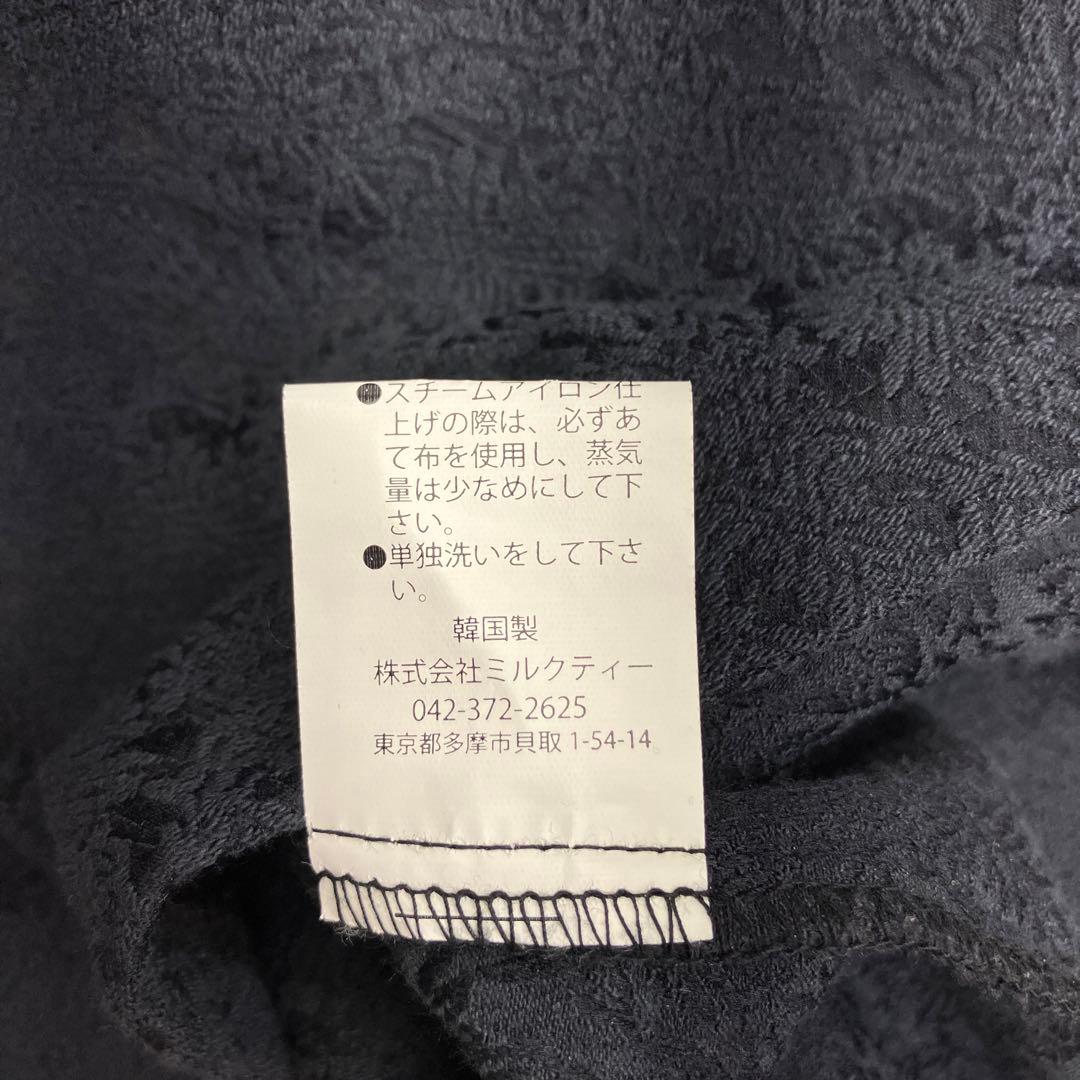 ●スチームアイロン仕
上げの際は、必ずあ
て布を使用し、蒸気
量は少なめにして下
さい。
●単独洗いをして下さ
い。
韓国製
株式会社ミルクティー
042-372-2625
東京都多摩市貝取 1-54-14